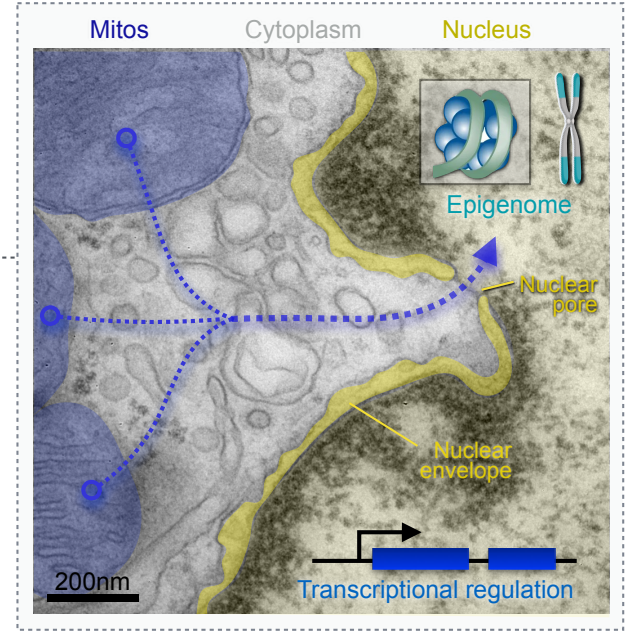 Mitos Cytoplasm Nucleus
Epigenome
Nuclear
pore
Nuclear
envelope
200nm
Transcriptional regulation